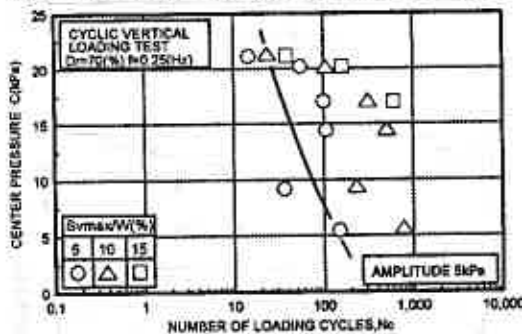 CYCLIC VERTICAL
LOADING TEST
Dr=70(%) f=0.25(Hz)
CENTER PRESSURE C(kPa)
25
20
15
10
5
0
Svmax/W(%)
5 10 15
AMPLITUDE 5kPa
0.1 1 10 100 1,000 10,000
NUMBER OF LOADING CYCLES,Nc